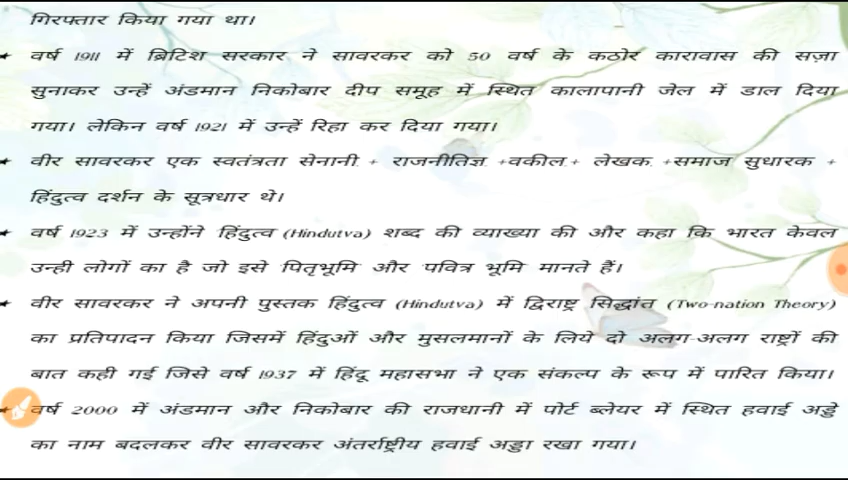 गिरफ्तार किया गया था।
★ वर्ष 1911 में ब्रिटिश सरकार ने सावरकर को 50 वर्ष के कठोर कारावास की सज़ा
सुनाकर उन्हें अंडमान निकोबार दीप समूह में स्थित कालापानी जेल में डाल दिया
गया। लेकिन वर्ष 1921 में उन्हें रिहा कर दिया गया।
★ वीर सावरकर एक स्वतंत्रता सेनानी + राजनीतिज्ञ +वकील+ लेखक +समाज सुधारक +
हिंदुत्व दर्शन के सूत्रधार थे।
★ वर्ष 1923 में उन्होंने हिंदुत्व (Hindutva) शब्द की व्याख्या की और कहा कि भारत केवल
उन्ही लोगों का है जो इसे पितृभूमि और पवित्र भूमि मानते हैं।
★ वीर सावरकर ने अपनी पुस्तक हिंदुत्व (Hindutva) में द्विराष्ट्र सिद्धांत (Two-nation Theory)
का प्रतिपादन किया जिसमें हिंदुओं और मुसलमानों के लिये दो अलग-अलग राष्ट्रों की
बात कही गई जिसे वर्ष 1937 में हिंदू महासभा ने एक संकल्प के रूप में पारित किया।
★ वर्ष 2000 में अंडमान और निकोबार की राजधानी में पोर्ट ब्लेयर में स्थित हवाई अड्डे
का नाम बदलकर वीर सावरकर अंतर्राष्ट्रीय हवाई अड्डा रखा गया।